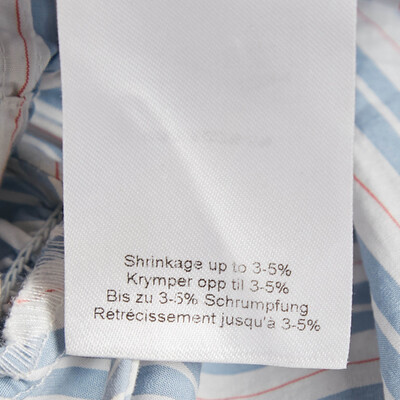 Shrinkage up to 3-5%
Krymper opp til 3-5%
Bis zu 3-5% Schrumpfung
Rétrécissement jusqu'à 3-5%